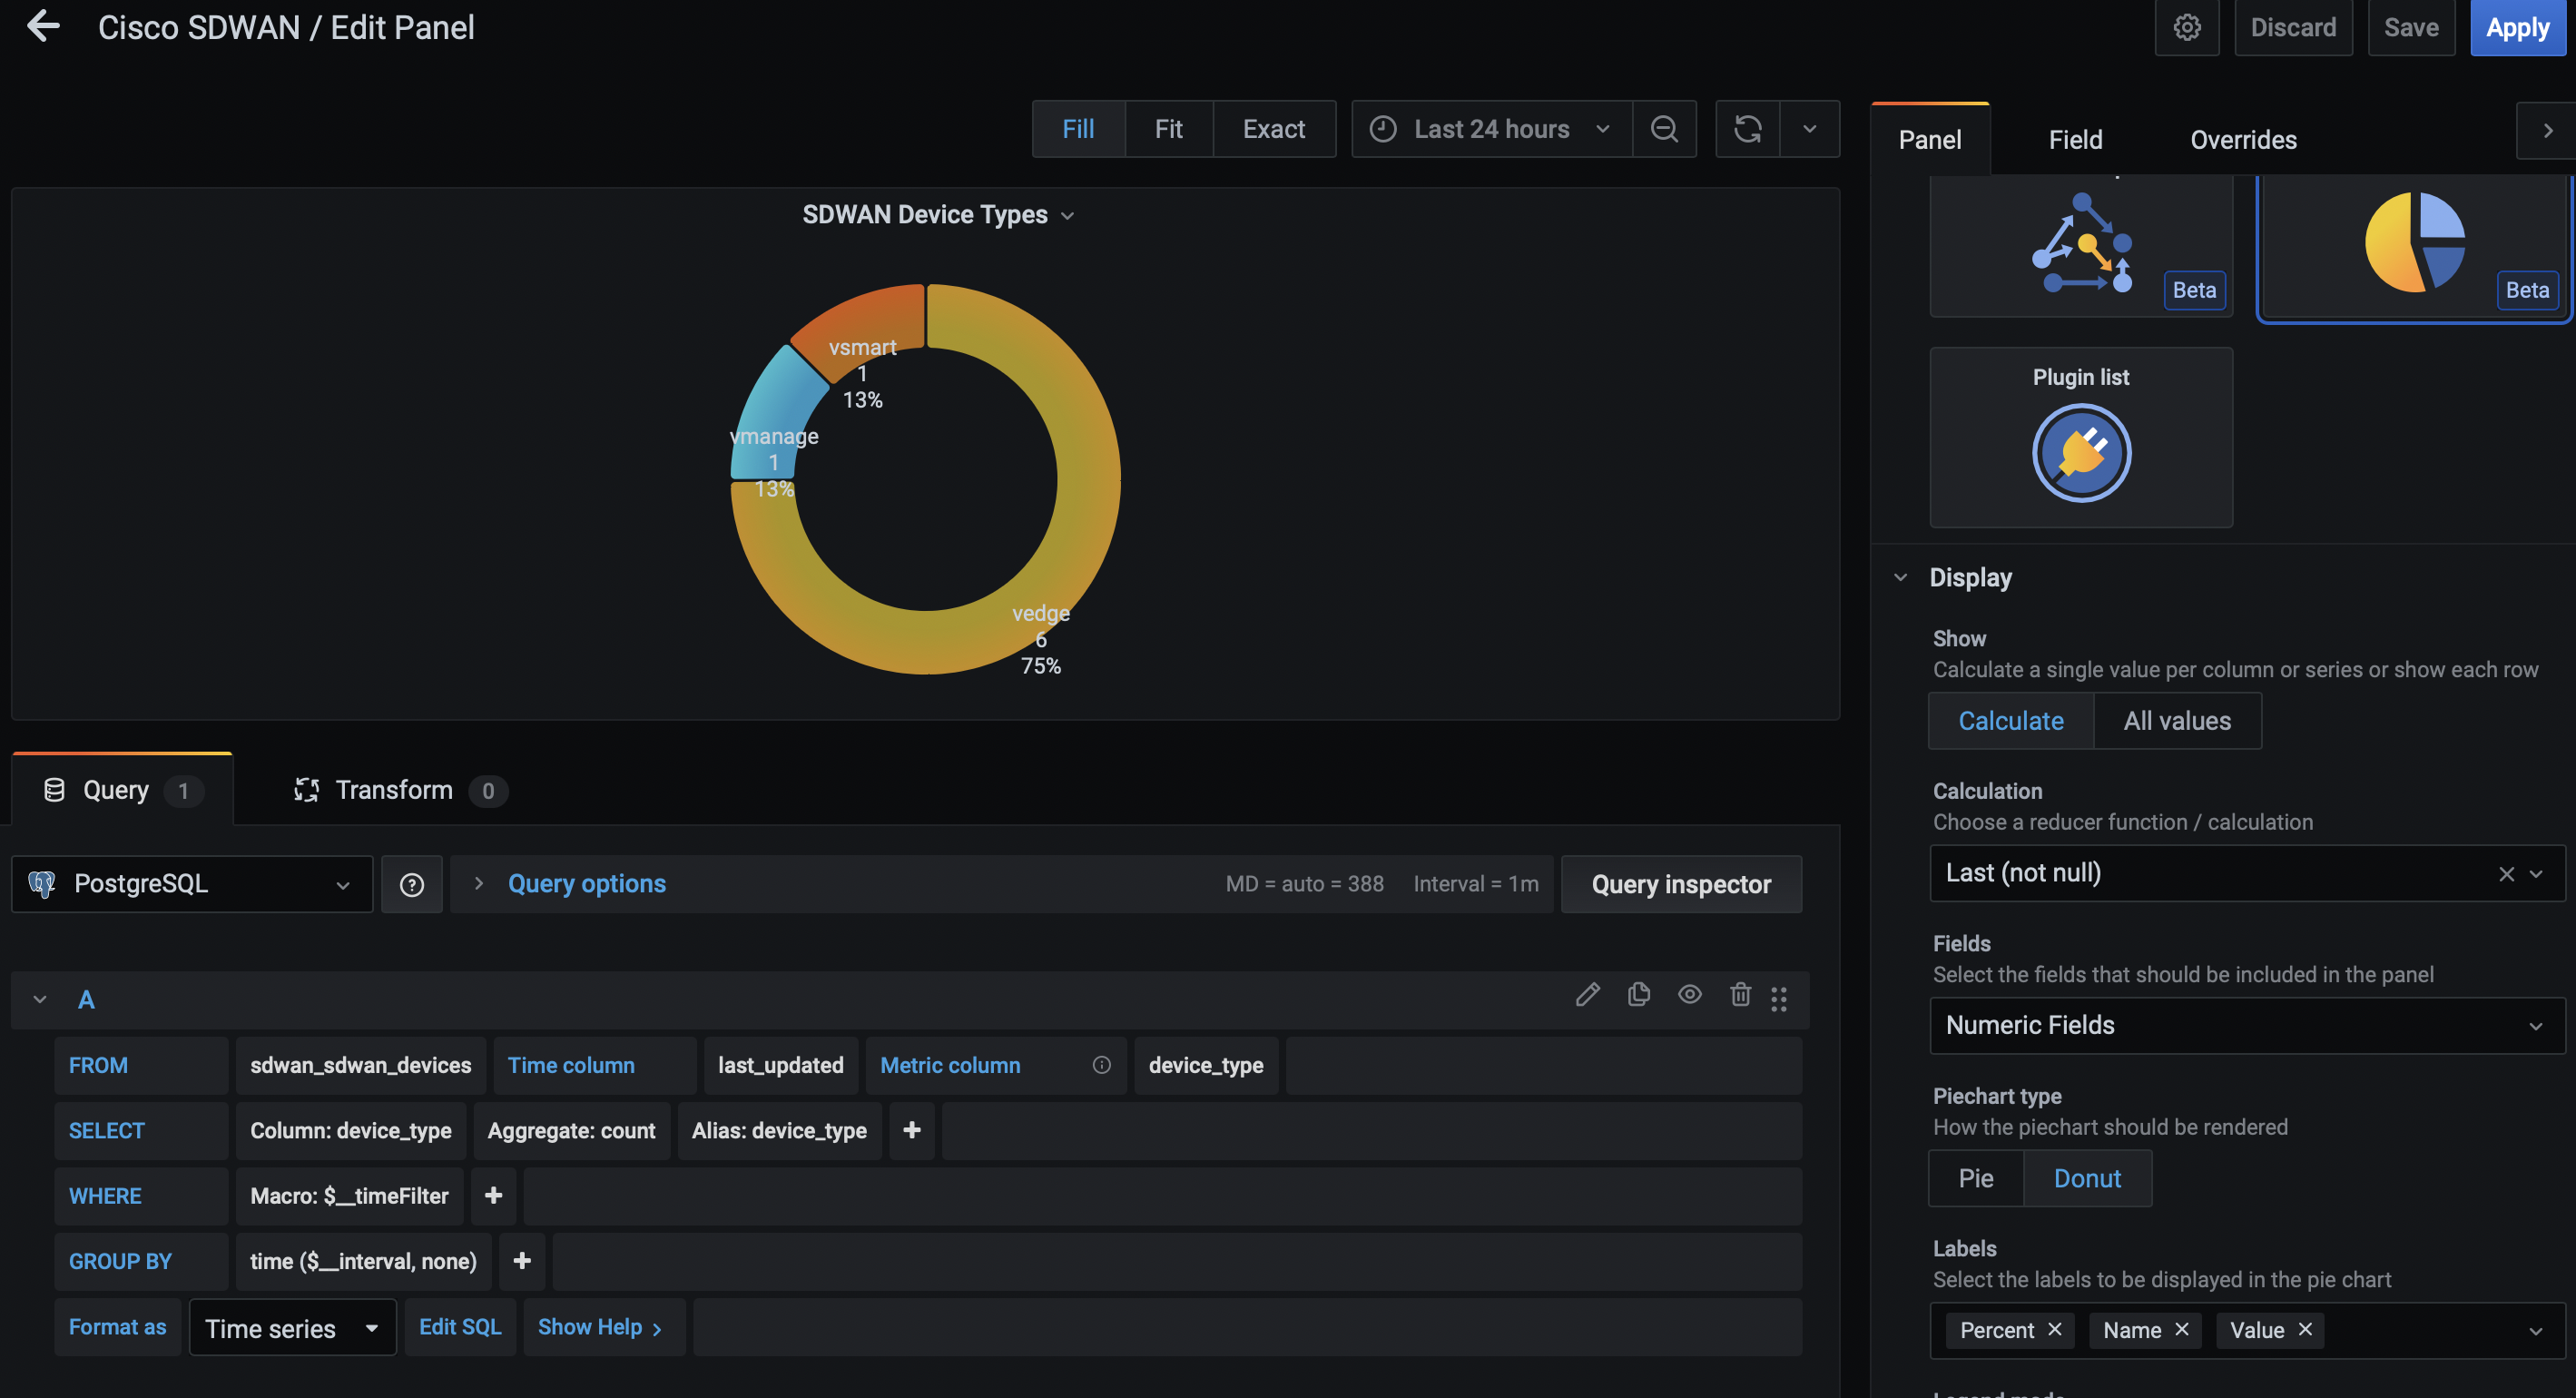 Cisco SDWAN / Edit Panel
Discard Save Apply
Fill Fit Exact Last 24 hours
Panel Field Overrides
SDWAN Device Types
vsmart
1
13%
vmanage
1
13%
vedge
6
75%
Beta
Beta
Plugin list
Display
Show
Calculate a single value per column or series or show each row
Calculate All values
Calculation
Choose a reducer function / calculation
Last (not null)
Fields
Select the fields that should be included in the panel
Numeric Fields
Piechart type
How the piechart should be rendered
Pie Donut
Labels
Select the labels to be displayed in the pie chart
Percent Name Value
Query 1 Transform 0
PostgreSQL Query options MD = auto = 388 Interval = 1m Query inspector
A
FROM sdwan_sdwan_devices Time column last_updated Metric column device_type
SELECT Column: device_type Aggregate: count Alias: device_type +
WHERE Macro: $__timeFilter +
GROUP BY time ($__interval, none) +
Format as Time series Edit SQL Show Help >